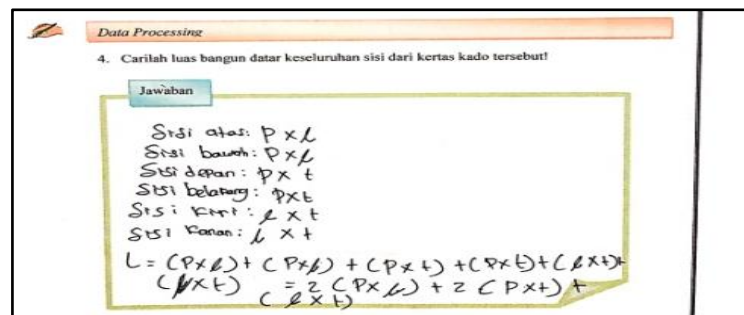 Data Processing
4. Carilah luas bangun datar keseluruhan sisi dari kertas kado tersebut!
Jawaban
Sisi atas: P x l
Sisi bawah: P x l
Sisi depan: P x t
Sisi belakang: P x t
Sisi kiri: l x t
Sisi kanan: l x t
L = (P x l) + (P x l) + (P x t) + (P x t) + (l x t) +
(l x t) = 2 (P x l) + 2 (P x t) +
(l x t)